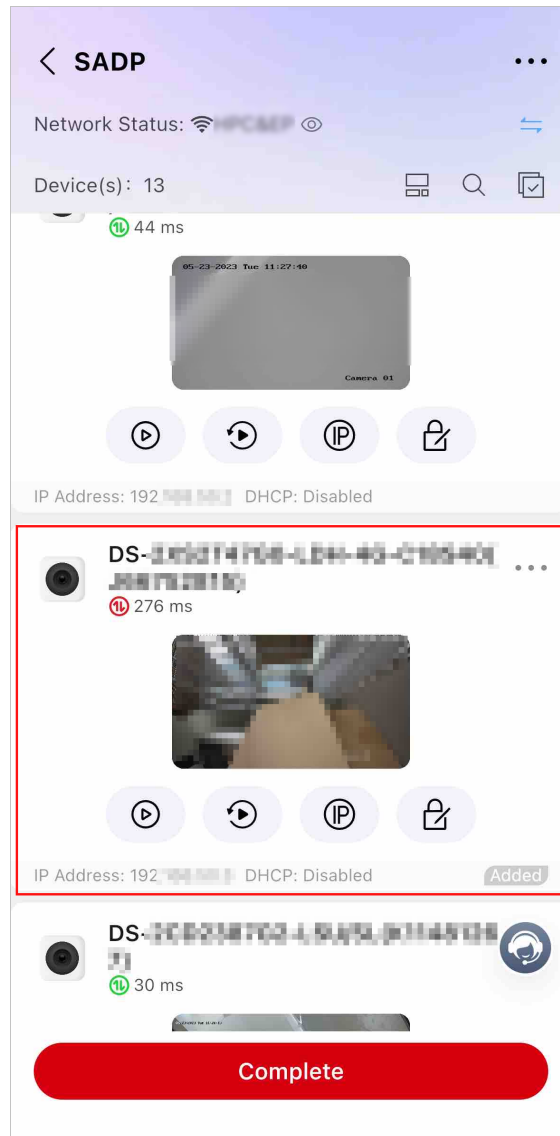 SADP
Network Status:
Device(s): 13
44 ms
05-23-2023 Tue 11:27:40
Camera 01
IP Address: 192. DHCP: Disabled
DS-
276 ms
IP Address: 192. DHCP: Disabled
Added
DS-
30 ms
Complete